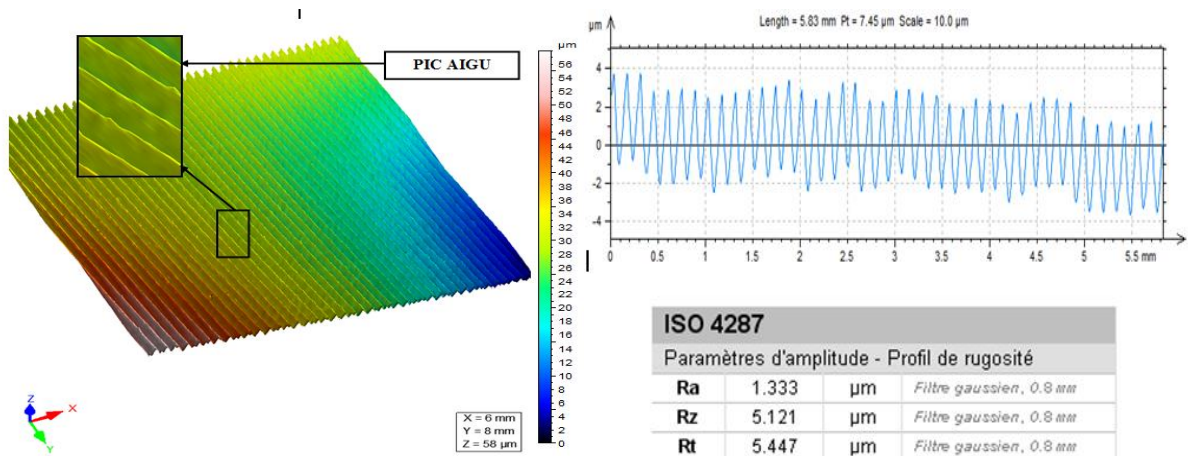 PIC AIGU
µm
56
54
52
50
48
46
44
42
40
38
36
34
32
30
28
26
24
22
20
18
16
14
12
10
8
6
4
2
0
Z
X
Y
X = 6 mm
Y = 8 mm
Z = 58 µm
Length = 5.83 mm Pt = 7.45 µm Scale = 10.0 µm
µm
4
2
0
-2
-4
0 0.5 1 1.5 2 2.5 3 3.5 4 4.5 5 5.5 mm
ISO 4287
Paramètres d'amplitude - Profil de rugosité
Ra 1.333 µm Filtre gaussien, 0.8 mm
Rz 5.121 µm Filtre gaussien, 0.8 mm
Rt 5.447 µm Filtre gaussien, 0.8 mm